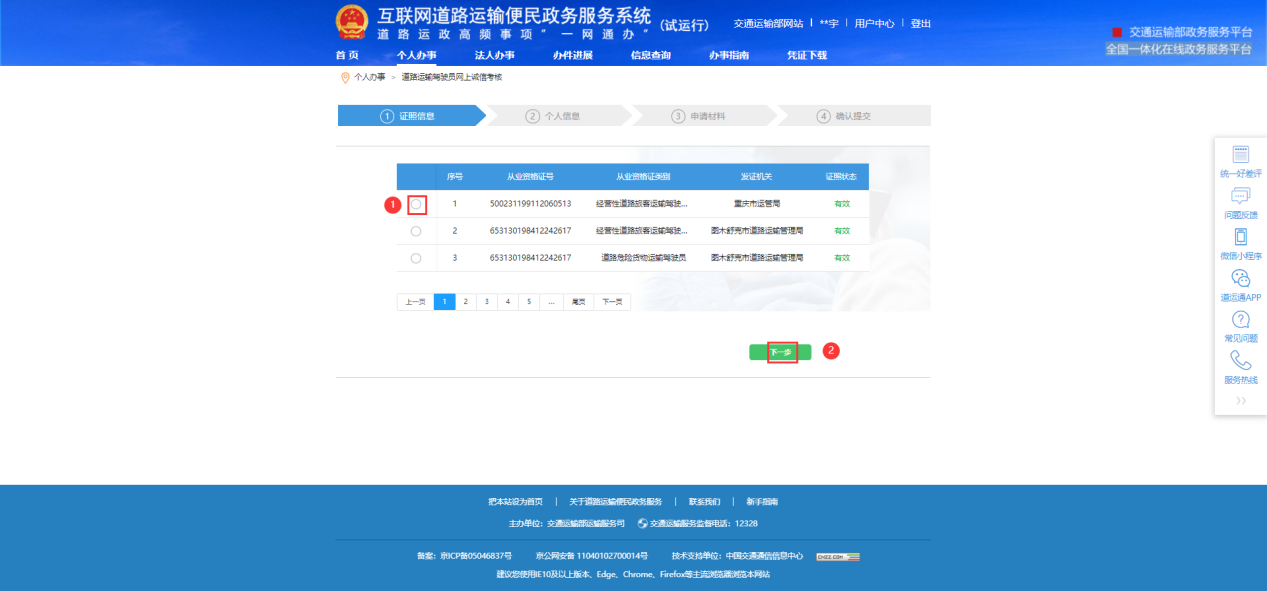 互联网道路运输便民政务服务系统 (试运行)
道路运政高频事项"一网通办"
交通运输部网站 | **宇 | 用户中心 | 登出
交通运输部政务服务平台
全国一体化在线政务服务平台
首页 个人办事 法人办事 办件进展 信息查询 办事指南 凭证下载
个人办事 > 道路运输驾驶员网上诚信考核
1 证照信息 2 个人信息 3 申请材料 4 确认提交
序号 从业资格证号 从业资格证类别 发证机关 证照状态
1 1 500231199112060513 经营性道路旅客运输驾驶... 重庆市运管局 有效
2 653130198412242617 经营性道路旅客运输驾驶... 图木舒克市道路运输管理局 有效
3 653130198412242617 道路危险货物运输驾驶员 图木舒克市道路运输管理局 有效
上一页 1 2 3 4 5 ... 尾页 下一页
下一步 2
统一好差评
问题反馈
微信小程序
道运通APP
常见问题
服务热线
>>
把本站设为首页 | 关于道路运输便民政务服务 | 联系我们 | 新手指南
主办单位：交通运输部运输服务司 交通运输服务监督电话：12328
备案：京ICP备05046837号 京公网安备 11040102700014号 技术支持单位：中国交通通信信息中心 CNZZ.COM
建议您使用IE10及以上版本、Edge、Chrome、Firefox等主流浏览器浏览本网站